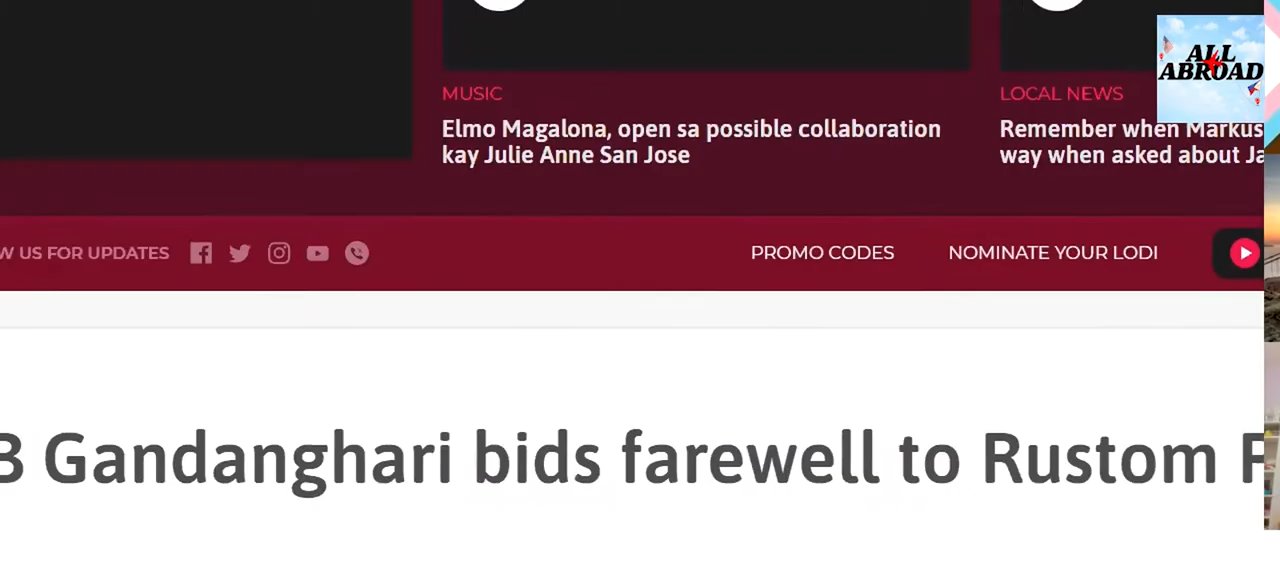 ALL
ABROAD
MUSIC
Elmo Magalona, open sa possible collaboration
kay Julie Anne San Jose
LOCAL NEWS
Remember when Markus
way when asked about Ja
W US FOR UPDATES
PROMO CODES
NOMINATE YOUR LODI
B Gandanghari bids farewell to Rustom